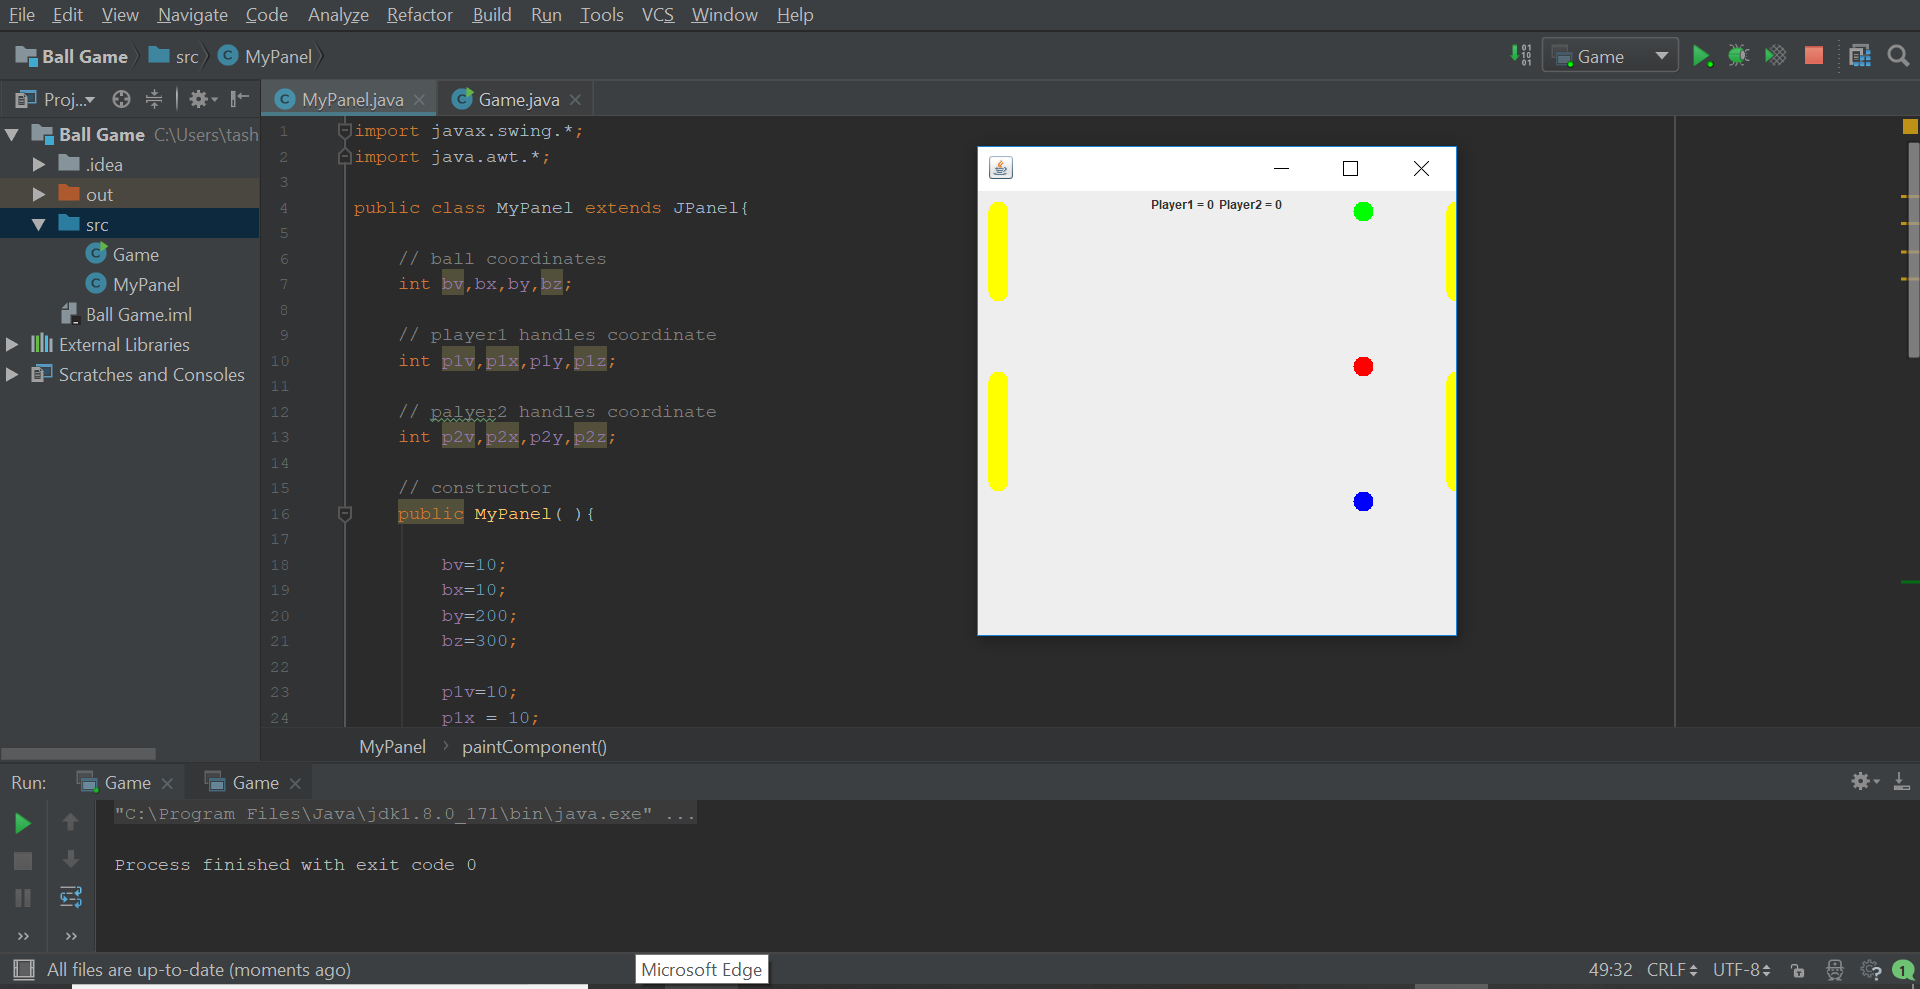 File Edit View Navigate Code Analyze Refactor Build Run Tools VCS Window Help
Ball Game src MyPanel
Game
Proj...
MyPanel.java Game.java
Ball Game C:\Users\tash
.idea
out
src
Game
MyPanel
Ball Game.iml
External Libraries
Scratches and Consoles
1 import javax.swing.*;
2 import java.awt.*;
3
4 public class MyPanel extends JPanel{
5
6 // ball coordinates
7 int bv,bx,by,bz;
8
9 // player1 handles coordinate
10 int p1v,p1x,p1y,p1z;
11
12 // palyer2 handles coordinate
13 int p2v,p2x,p2y,p2z;
14
15 // constructor
16 public MyPanel( ){
17
18 bv=10;
19 bx=10;
20 by=200;
21 bz=300;
22
23 p1v=10;
24 p1x = 10;
Player1 = 0 Player2 = 0
MyPanel paintComponent()
Run: Game Game
"C:\Program Files\Java\jdk1.8.0_171\bin\java.exe" ...
Process finished with exit code 0
All files are up-to-date (moments ago)
Microsoft Edge
49:32 CRLF UTF-8 1